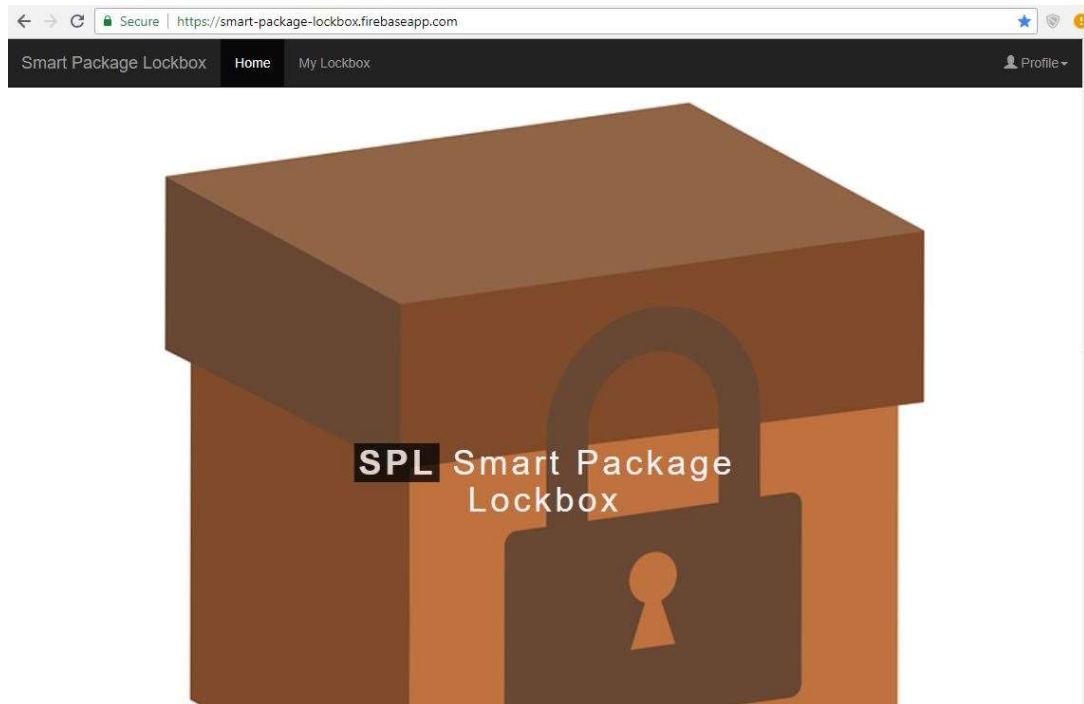 Secure | https://smart-package-lockbox.firebaseapp.com
Smart Package Lockbox Home My Lockbox Profile
SPL Smart Package
Lockbox